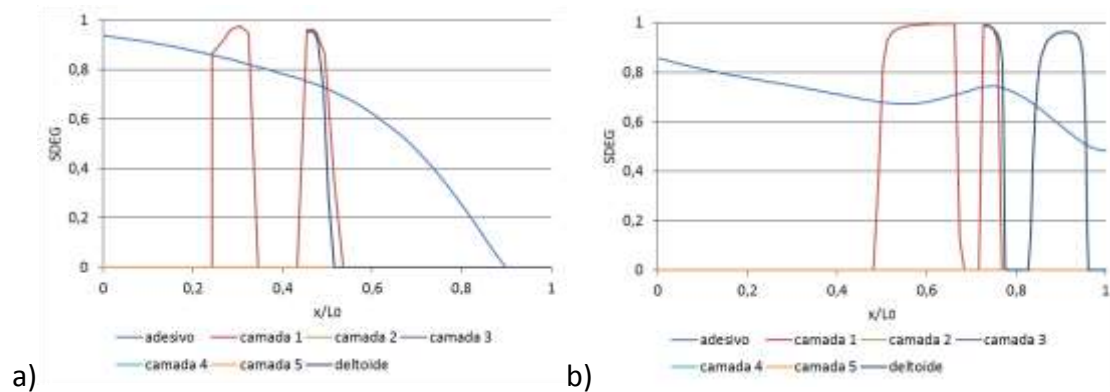 1
0,8
0,6
0,4
0,2
0
SDEG
0 0,2 0,4 0,6 0,8 1
x/L0
adesivo camada 1 camada 2 camada 3
camada 4 camada 5 deltoide
a)
1
0,8
0,6
0,4
0,2
0
SDEG
0 0,2 0,4 0,6 0,8 1
x/L0
adesivo camada 1 camada 2 camada 3
camada 4 camada 5 deltoide
b)